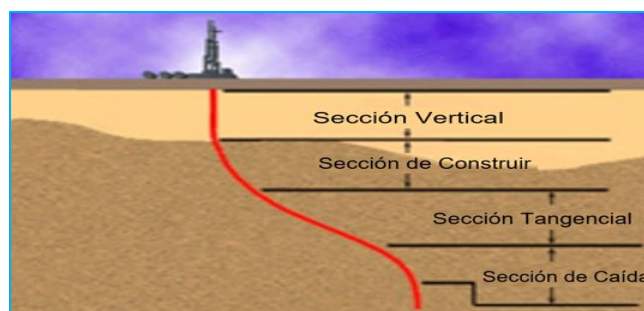 Sección Vertical
Sección de Construir
Sección Tangencial
Sección de Caída